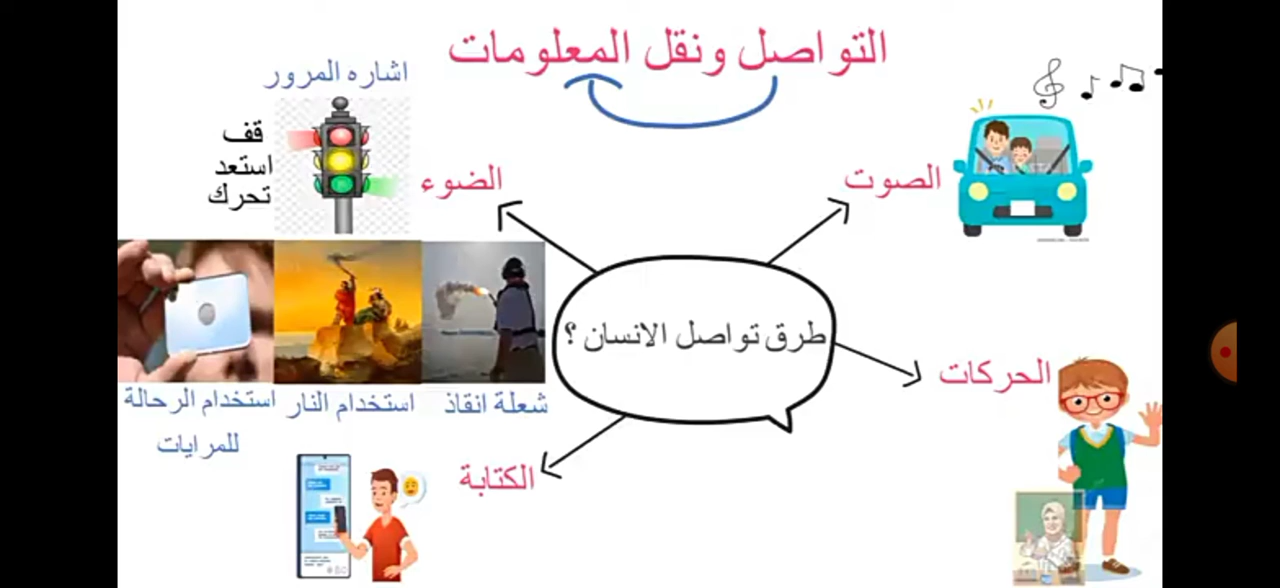 التواصل ونقل المعلومات
الصوت
اشاره المرور
قف
استعد
تحرك
الضوء
طرق تواصل الانسان ؟
الحركات
شعلة انقاذ
استخدام النار
استخدام الرحالة
للمرايات
الكتابة